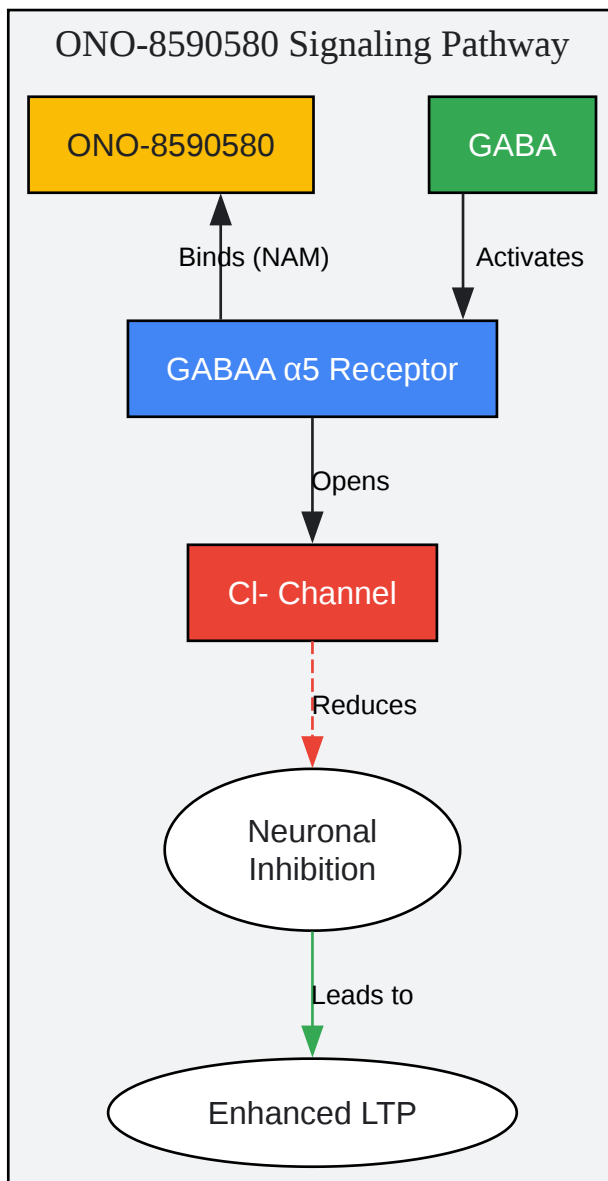 ONO-8590580 Signaling Pathway
ONO-8590580
GABA
Binds (NAM)
Activates
GABAA α5 Receptor
Opens
Cl- Channel
Reduces
Neuronal
Inhibition
Leads to
Enhanced LTP